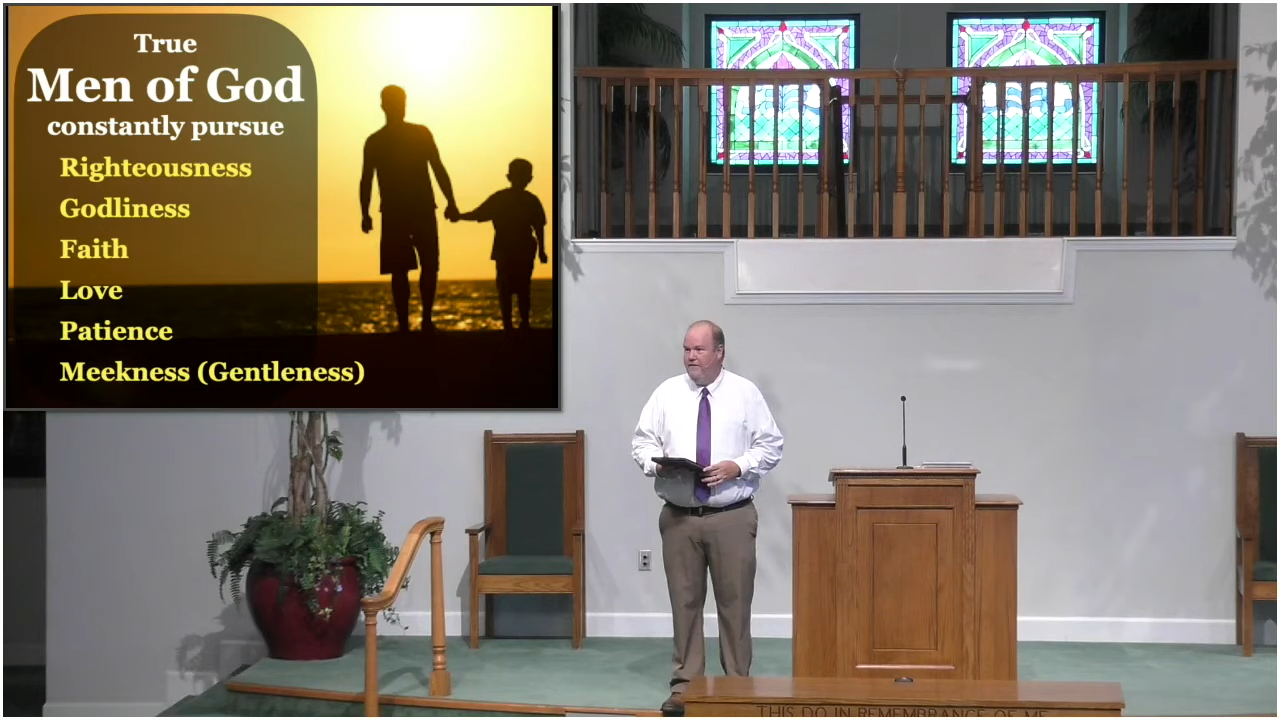 True
Men of God
constantly pursue
Righteousness
Godliness
Faith
Love
Patience
Meekness (Gentleness)
THIS DO IN REMEMBRANCE OF ME